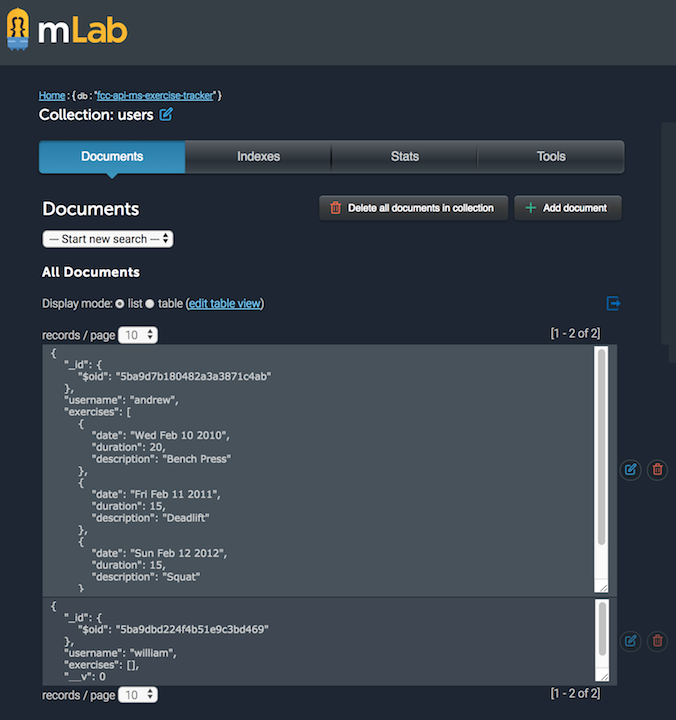 mLab
Home : { db : "fcc-api-ms-exercise-tracker" }
Collection: users
Documents Indexes Stats Tools
Documents
Delete all documents in collection
Add document
--- Start new search ---
All Documents
Display mode: list table (edit table view)
records / page 10 [1 - 2 of 2]
{
"_id": {
"$oid": "5ba9d7b180482a3a3871c4ab"
},
"username": "andrew",
"exercises": [
{
"date": "Wed Feb 10 2010",
"duration": 20,
"description": "Bench Press"
},
{
"date": "Fri Feb 11 2011",
"duration": 15,
"description": "Deadlift"
},
{
"date": "Sun Feb 12 2012",
"duration": 15,
"description": "Squat"
}
{
"_id": {
"$oid": "5ba9dbd224f4b51e9c3bd469"
},
"username": "william",
"exercises": [],
"__v": 0
records / page 10 [1 - 2 of 2]